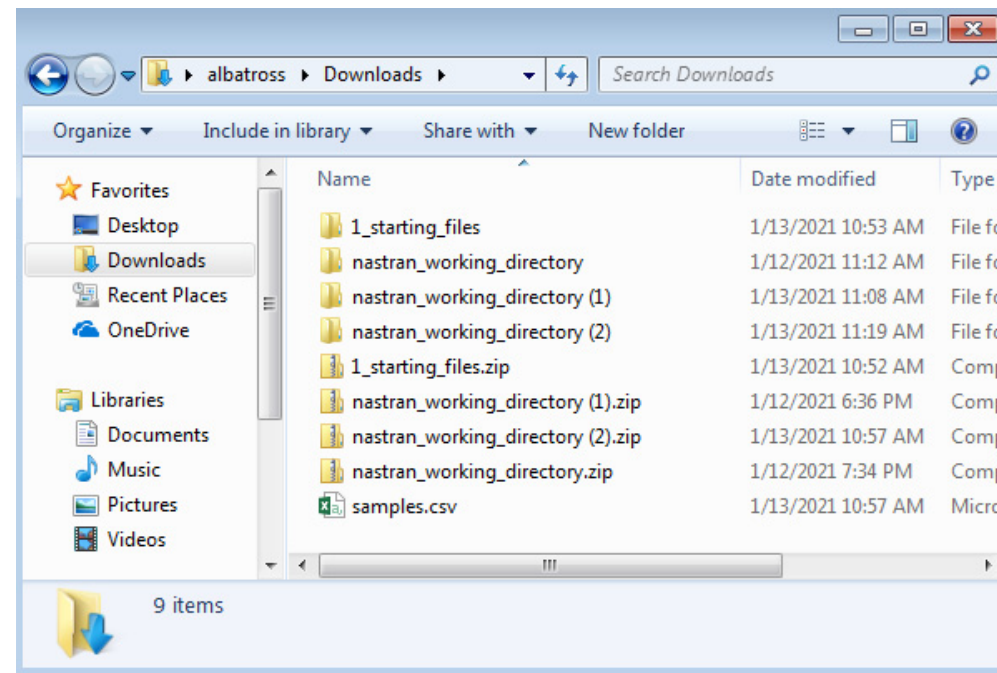 albatross Downloads Search Downloads
Organize Include in library Share with New folder
Favorites
Desktop
Downloads
Recent Places
OneDrive
Libraries
Documents
Music
Pictures
Videos
Name Date modified Type
1_starting_files 1/13/2021 10:53 AM File fo
nastran_working_directory 1/12/2021 11:12 AM File fo
nastran_working_directory (1) 1/13/2021 11:08 AM File fo
nastran_working_directory (2) 1/13/2021 11:19 AM File fo
1_starting_files.zip 1/13/2021 10:52 AM Comp
nastran_working_directory (1).zip 1/12/2021 6:36 PM Comp
nastran_working_directory (2).zip 1/13/2021 10:57 AM Comp
nastran_working_directory.zip 1/12/2021 7:34 PM Comp
samples.csv 1/13/2021 10:57 AM Micro
9 items